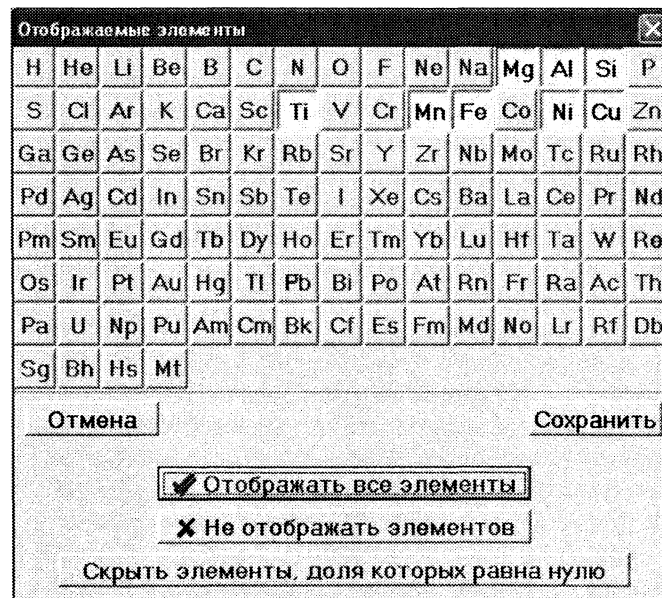 Отображаемые элементы
H He Li Be B C N O F Ne Na Mg Al Si P
S Cl Ar K Ca Sc Ti V Cr Mn Fe Co Ni Cu Zn
Ga Ge As Se Br Kr Rb Sr Y Zr Nb Mo Tc Ru Rh
Pd Ag Cd In Sn Sb Te I Xe Cs Ba La Ce Pr Nd
Pm Sm Eu Gd Tb Dy Ho Er Tm Yb Lu Hf Ta W Re
Os Ir Pt Au Hg Tl Pb Bi Po At Rn Fr Ra Ac Th
Pa U Np Pu Am Cm Bk Cf Es Fm Md No Lr Rf Db
Sg Bh Hs Mt
Отмена Сохранить
Отображать все элементы
Не отображать элементов
Скрыть элементы, доля которых равна нулю